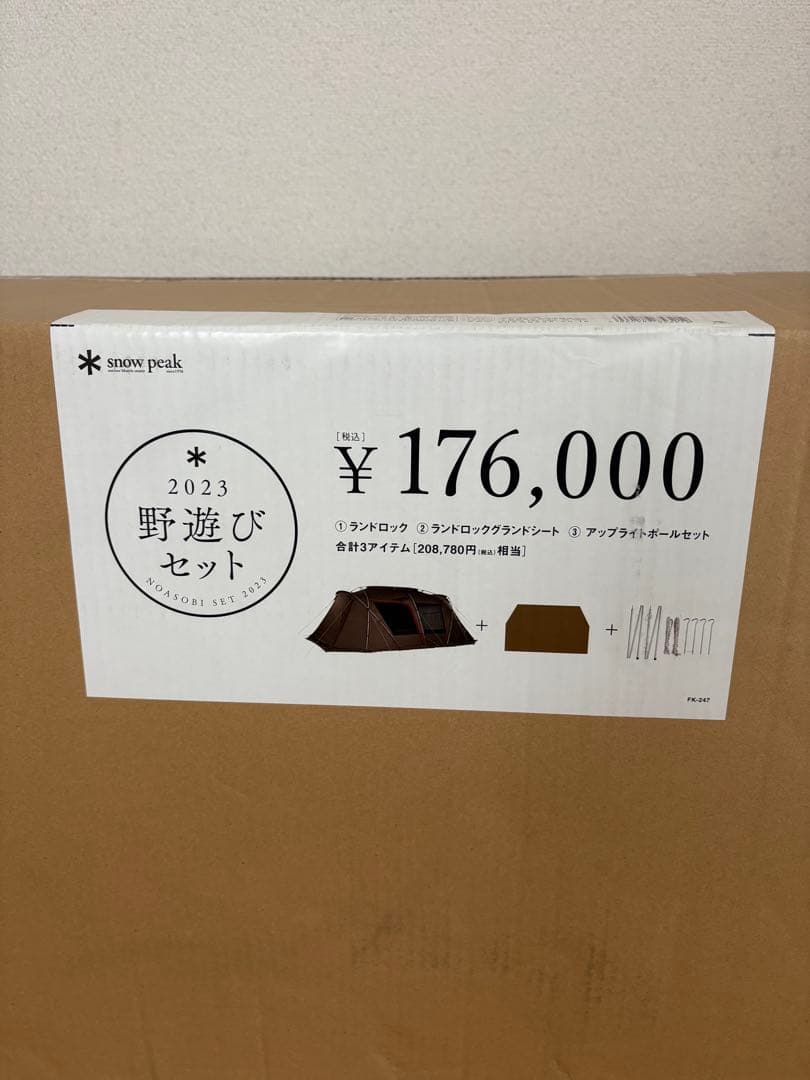 snow peak
2023
野遊び
セット
NOASOBI SET 2023
[税込]
¥ 176,000
①ランドロック ②ランドロックグランドシート ③ アップライトポールセット
合計3アイテム[208,780円(税込)相当]
+ +
FK-247